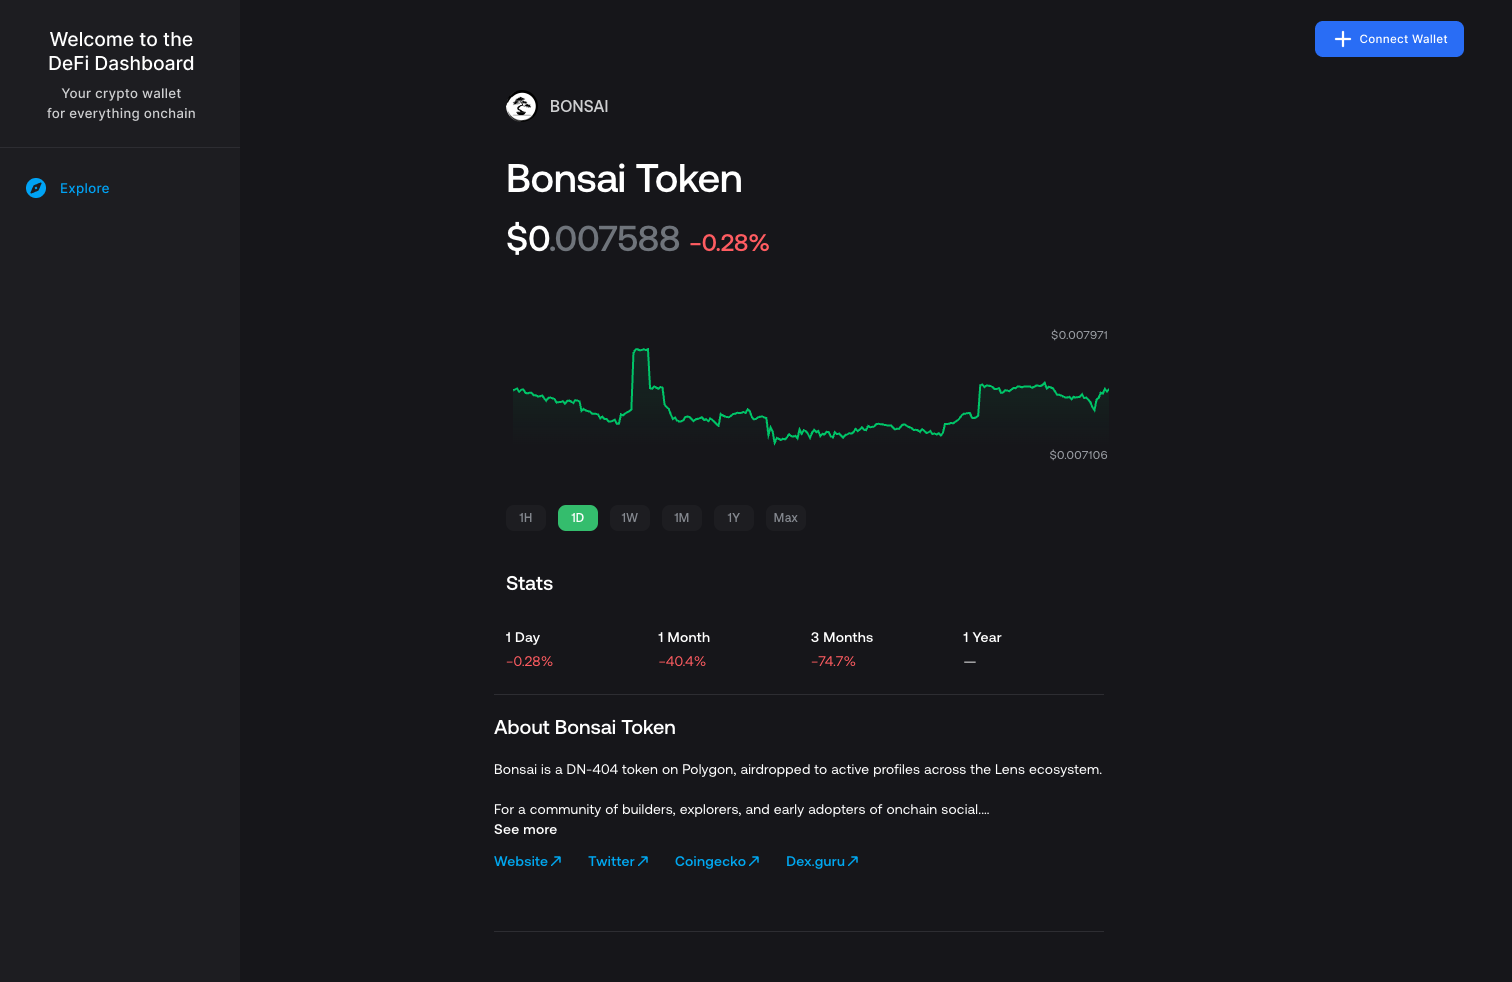 Welcome to the
DeFi Dashboard
Your crypto wallet
for everything onchain
Explore
Connect Wallet
BONSAI
Bonsai Token
$0.007588 -0.28%
$0.007971
$0.007106
1H 1D 1W 1M 1Y Max
Stats
1 Day 1 Month 3 Months 1 Year
-0.28% -40.4% -74.7% —
About Bonsai Token
Bonsai is a DN-404 token on Polygon, airdropped to active profiles across the Lens ecosystem.
For a community of builders, explorers, and early adopters of onchain social....
See more
Website Twitter Coingecko Dex.guru